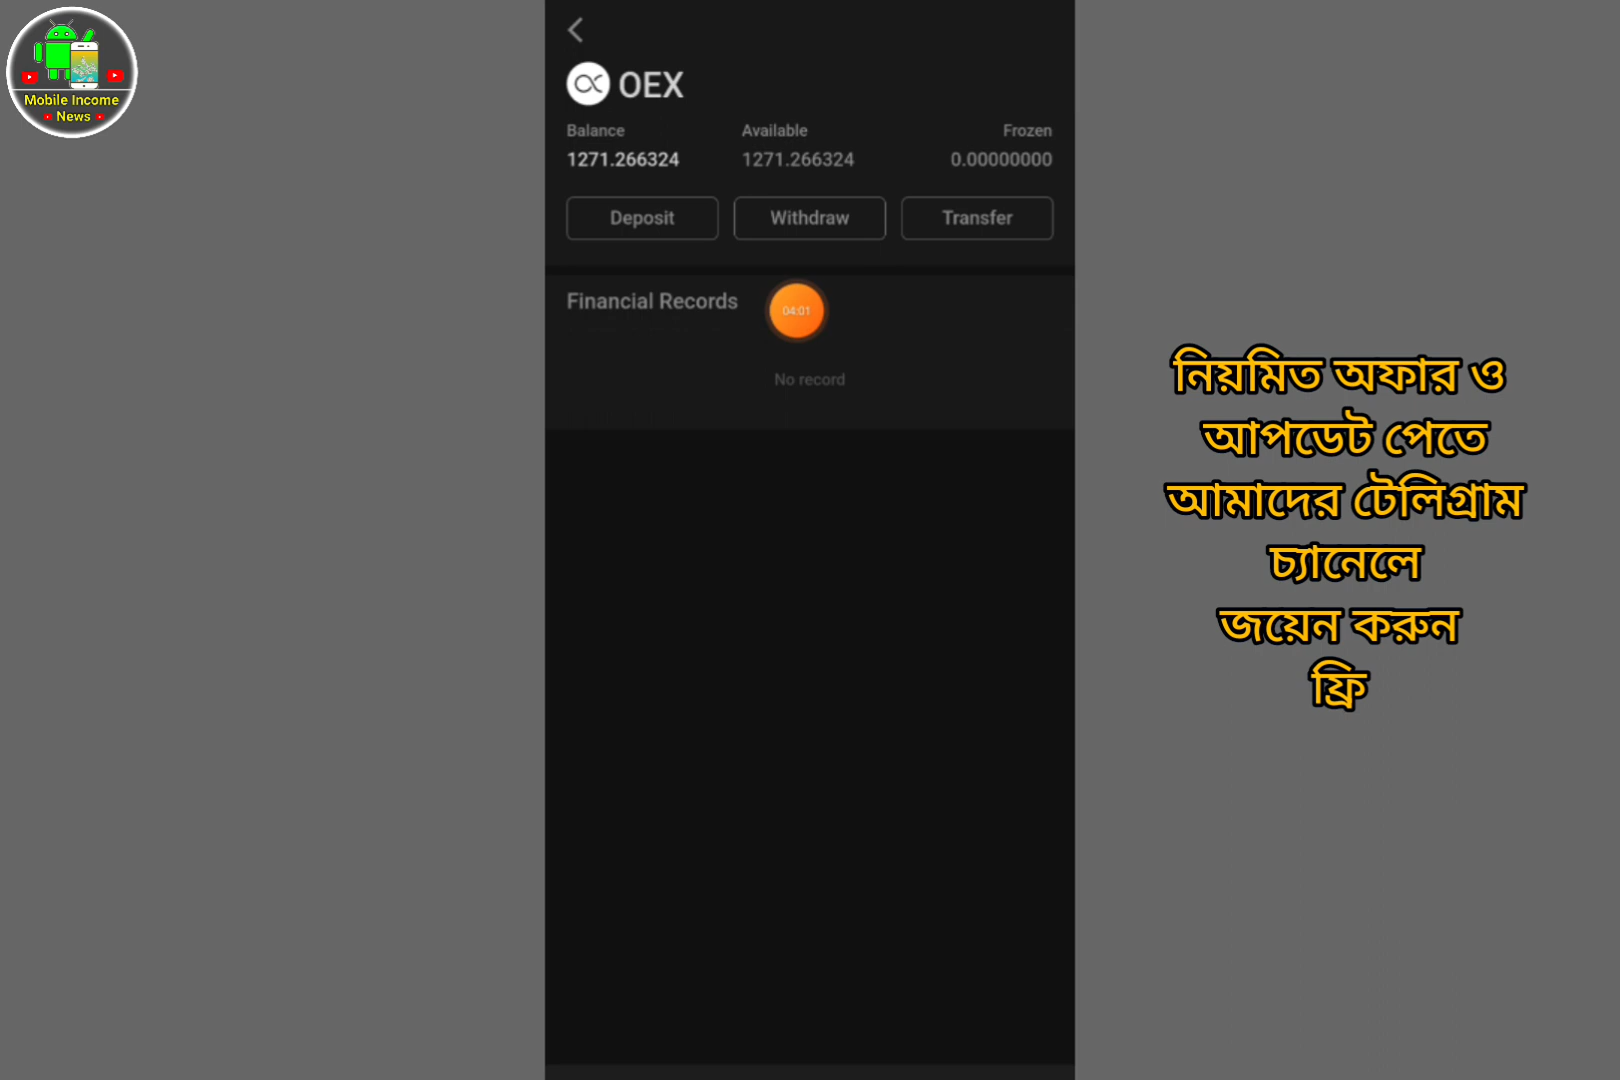 Mobile Income
News
OEX
Balance Available Frozen
1271.266324 1271.266324 0.00000000
Deposit Withdraw Transfer
Financial Records
04:01
No record
নিয়মিত অফার ও
আপডেট পেতে
আমাদের টেলিগ্রাম
চ্যানেলে
জয়েন করুন
ফ্রি